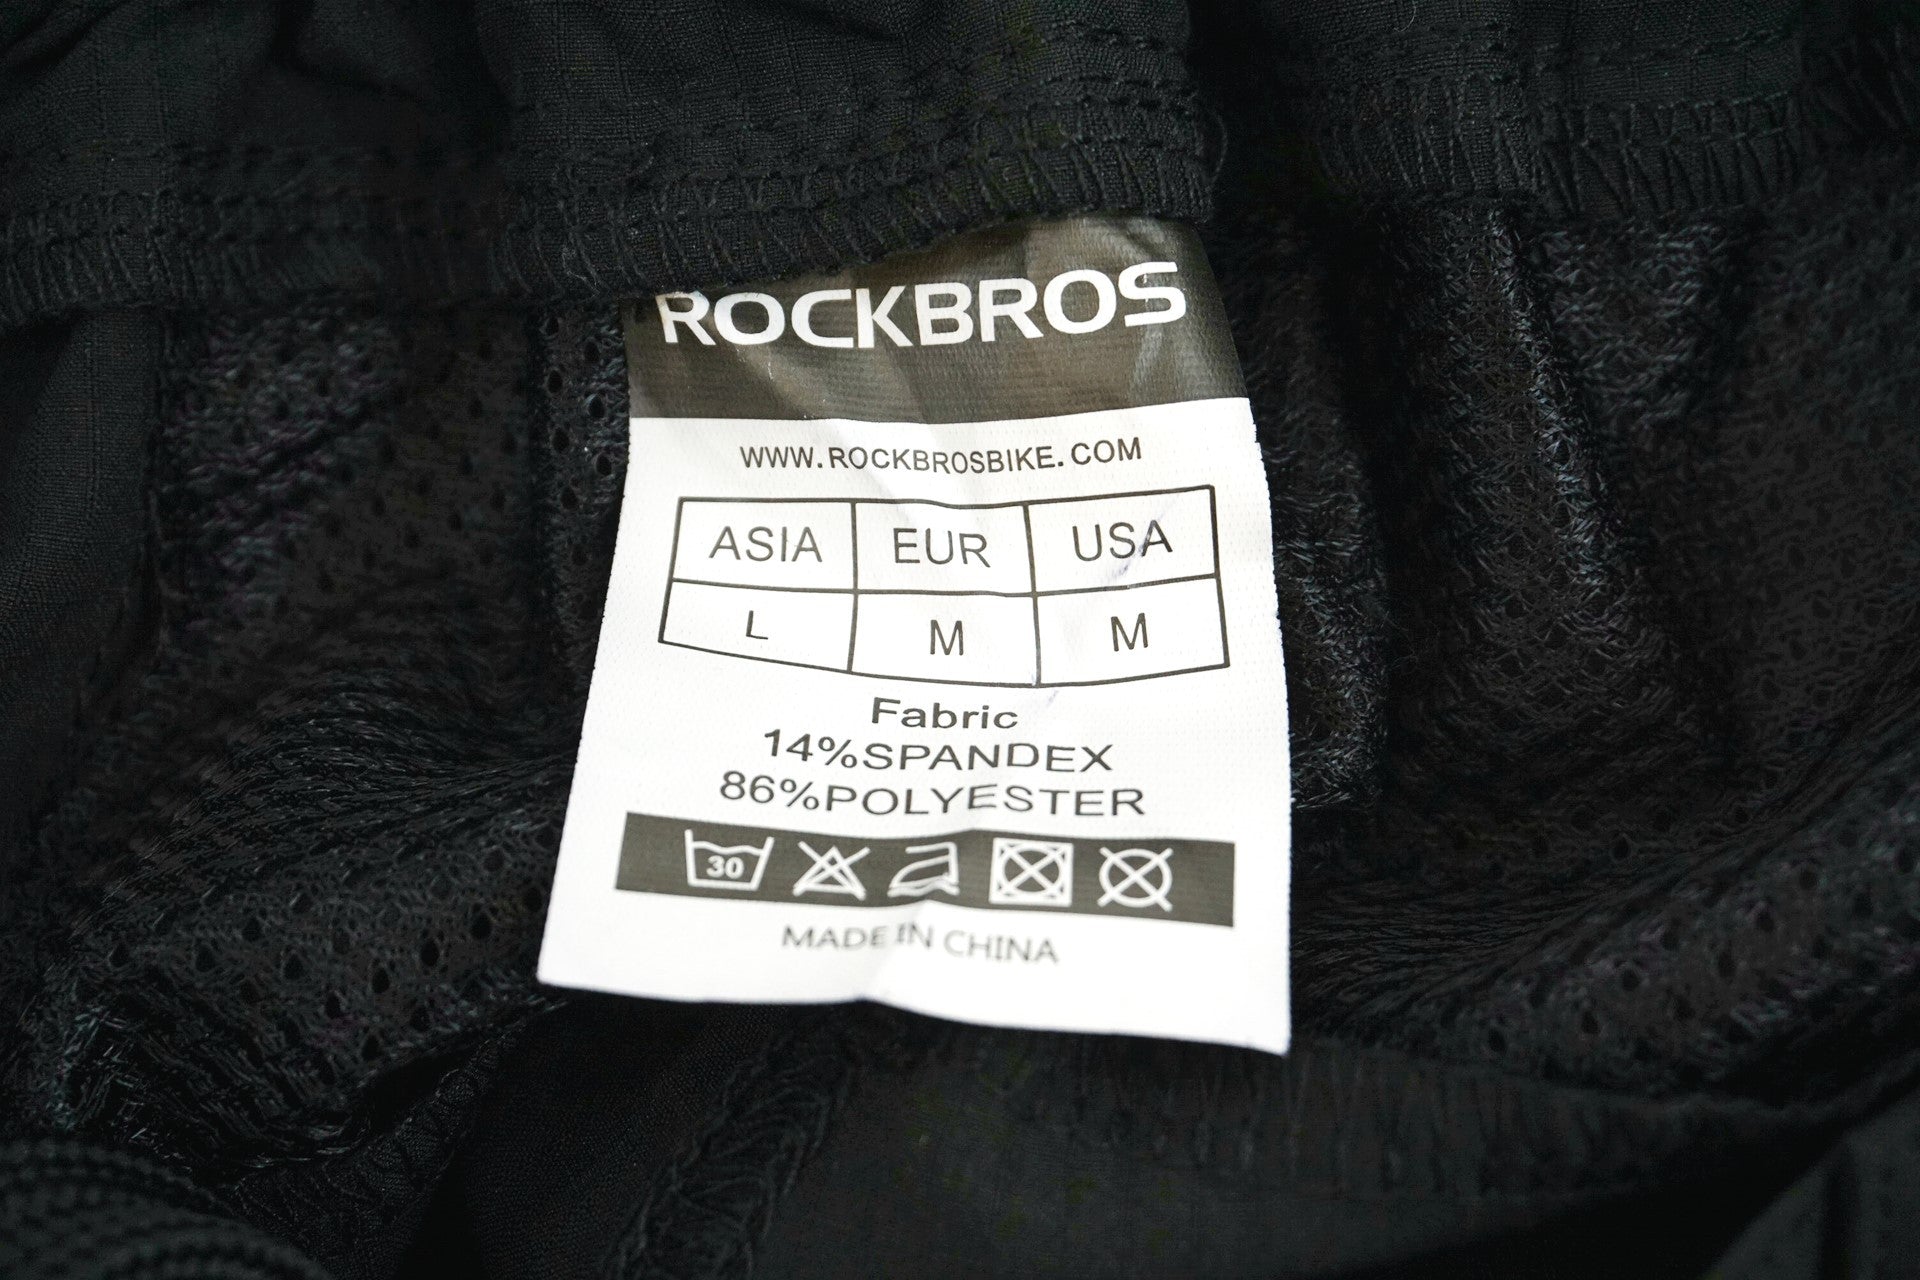 ROCKBROS
WWW.ROCKBROSBIKE.COM
ASIA EUR USA
L M M
Fabric
14%SPANDEX
86%POLYESTER
30
MADE IN CHINA